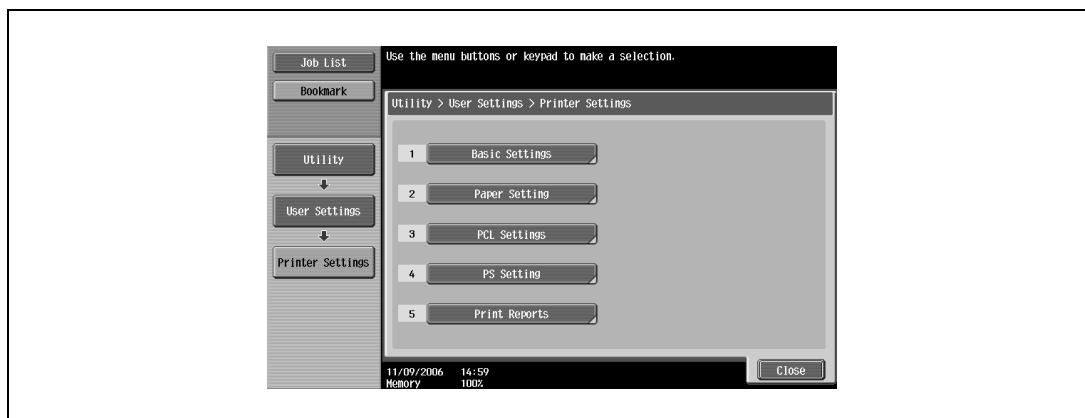 Job List
Bookmark
Utility
User Settings
Printer Settings
Use the menu buttons or keypad to make a selection.
Utility > User Settings > Printer Settings
1 Basic Settings
2 Paper Setting
3 PCL Settings
4 PS Setting
5 Print Reports
11/09/2006 14:59
Memory 100%
Close